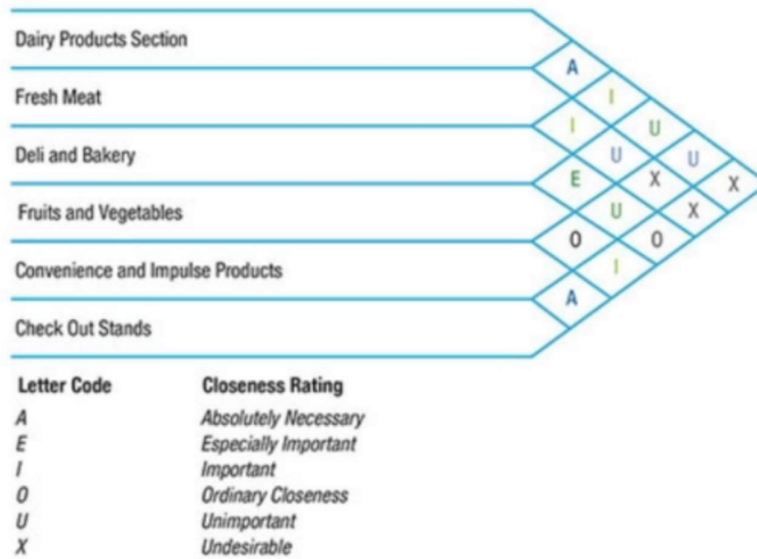 Dairy Products Section
A
Fresh Meat
I
I
U
Deli and Bakery
U
U
E
X
X
Fruits and Vegetables
U
X
O
O
Convenience and Impulse Products
I
A
Check Out Stands
Letter Code Closeness Rating
A Absolutely Necessary
E Especially Important
I Important
O Ordinary Closeness
U Unimportant
X Undesirable